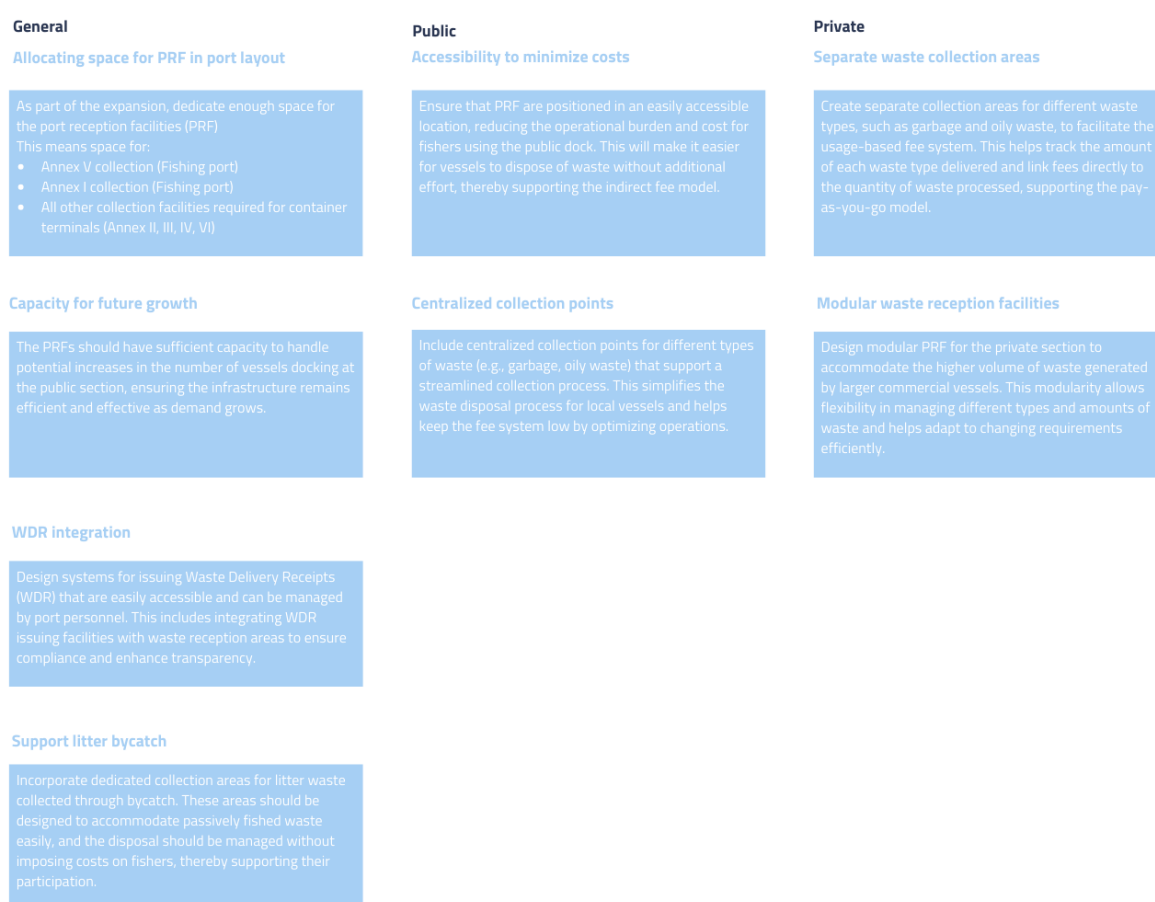 General
Allocating space for PRF in port layout
As part of the expansion, dedicate enough space for
the port reception facilities (PRF)
This means space for:
• Annex V collection (Fishing port)
• Annex I collection (Fishing port)
• All other collection facilities required for container
terminals (Annex II, III, IV, VI)
Capacity for future growth
The PRFs should have sufficient capacity to handle
potential increases in the number of vessels docking at
the public section, ensuring the infrastructure remains
efficient and effective as demand grows.
WDR integration
Design systems for issuing Waste Delivery Receipts
(WDR) that are easily accessible and can be managed
by port personnel. This includes integrating WDR
issuing facilities with waste reception areas to ensure
compliance and enhance transparency.
Support litter bycatch
Incorporate dedicated collection areas for litter waste
collected through bycatch. These areas should be
designed to accommodate passively fished waste
easily, and the disposal should be managed without
imposing costs on fishers, thereby supporting their
participation.
Public
Accessibility to minimize costs
Ensure that PRF are positioned in an easily accessible
location, reducing the operational burden and cost for
fishers using the public dock. This will make it easier
for vessels to dispose of waste without additional
effort, thereby supporting the indirect fee model.
Centralized collection points
Include centralized collection points for different types
of waste (e.g., garbage, oily waste) that support a
streamlined collection process. This simplifies the
waste disposal process for local vessels and helps
keep the fee system low by optimizing operations.
Private
Separate waste collection areas
Create separate collection areas for different waste
types, such as garbage and oily waste, to facilitate the
usage-based fee system. This helps track the amount
of each waste type delivered and link fees directly to
the quantity of waste processed, supporting the pay-
as-you-go model.
Modular waste reception facilities
Design modular PRF for the private section to
accommodate the higher volume of waste generated
by larger commercial vessels. This modularity allows
flexibility in managing different types and amounts of
waste and helps adapt to changing requirements
efficiently.